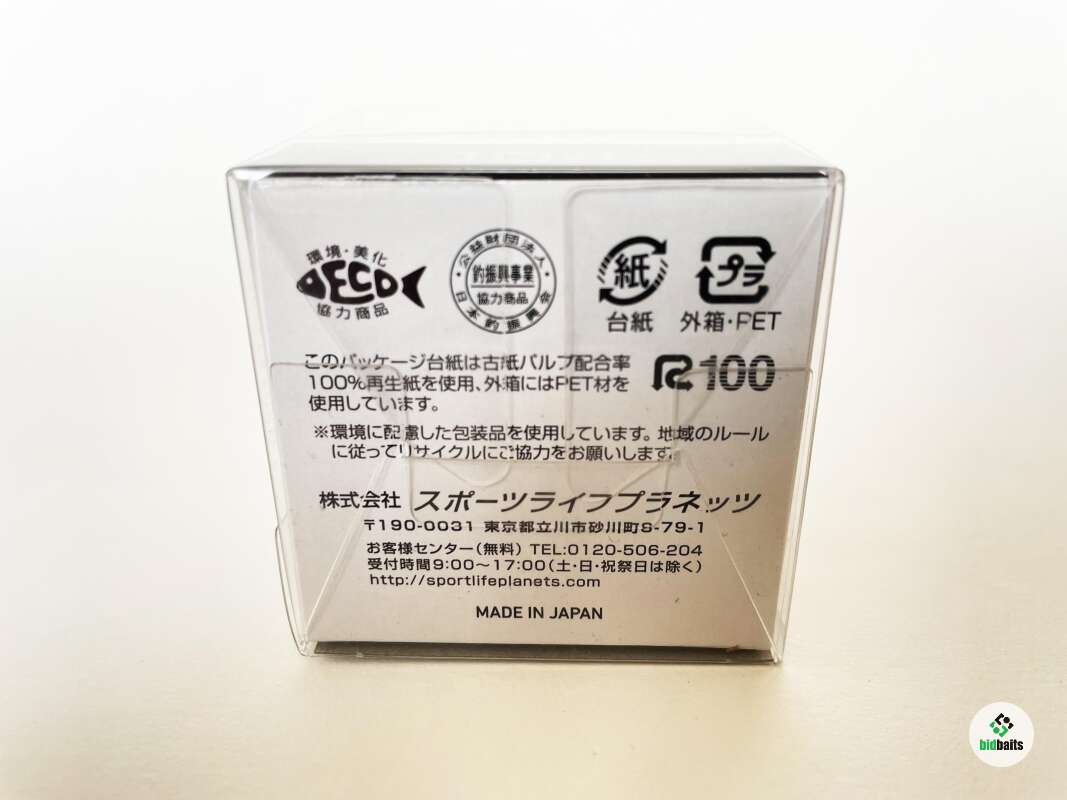 環境・美化
ECO
協力商品
公益財団法人
釣振興事業
協力商品
日本釣振興会
紙
台紙
プラ
外箱・PET
このパッケージ台紙は古紙パルプ配合率
100%再生紙を使用、外箱にはPET材を
使用しています。
R100
※環境に配慮した包装品を使用しています。地域のルール
に従ってリサイクルにご協力をお願いします。
株式会社 スポーツライフプラネッツ
〒190-0031 東京都立川市砂川町8-79-1
お客様センター(無料) TEL:0120-506-204
受付時間9:00~17:00(土・日・祝祭日は除く)
http://sportlifeplanets.com
MADE IN JAPAN
bidbaits